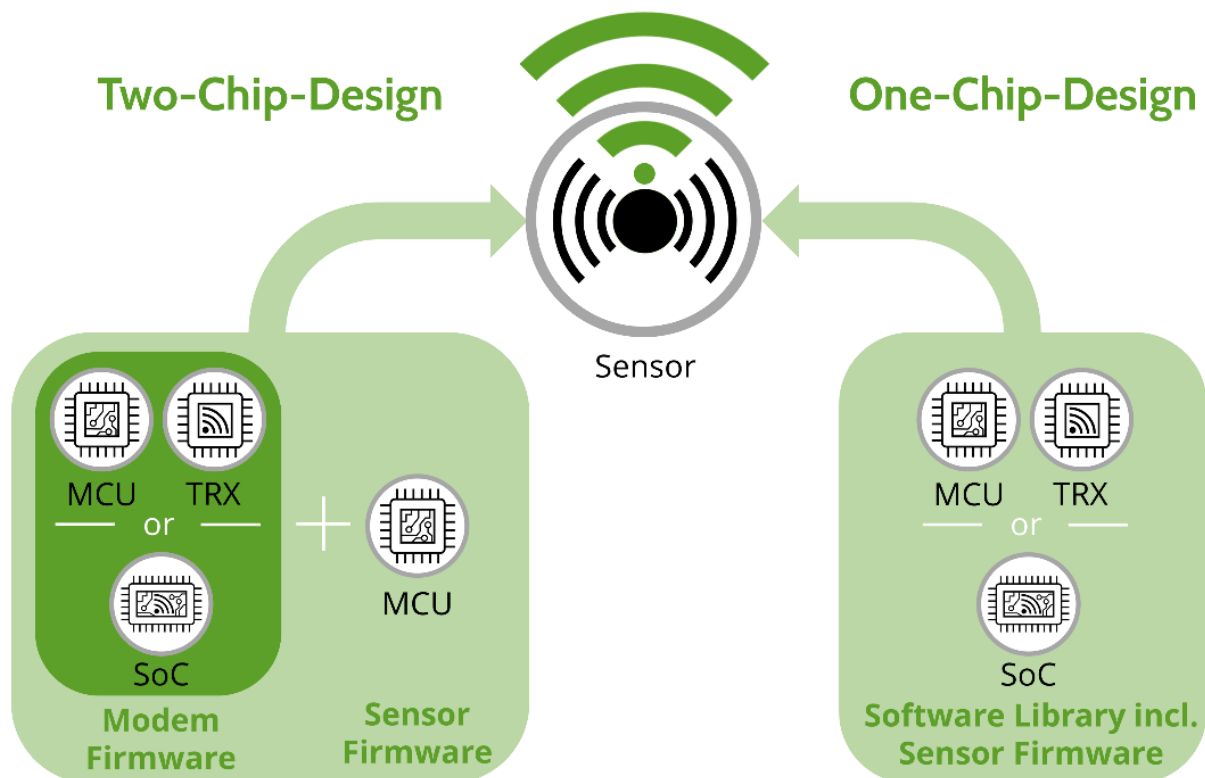 Two-Chip-Design
One-Chip-Design
Sensor
MCU TRX
or
SoC
MCU
Modem
Firmware
Sensor
Firmware
MCU TRX
or
SoC
Software Library incl.
Sensor Firmware